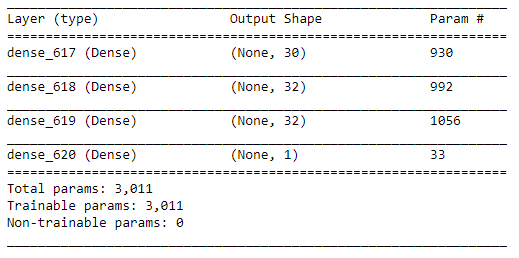 Layer (type) Output Shape Param #
dense_617 (Dense) (None, 30) 930
dense_618 (Dense) (None, 32) 992
dense_619 (Dense) (None, 32) 1056
dense_620 (Dense) (None, 1) 33
Total params: 3,011
Trainable params: 3,011
Non-trainable params: 0